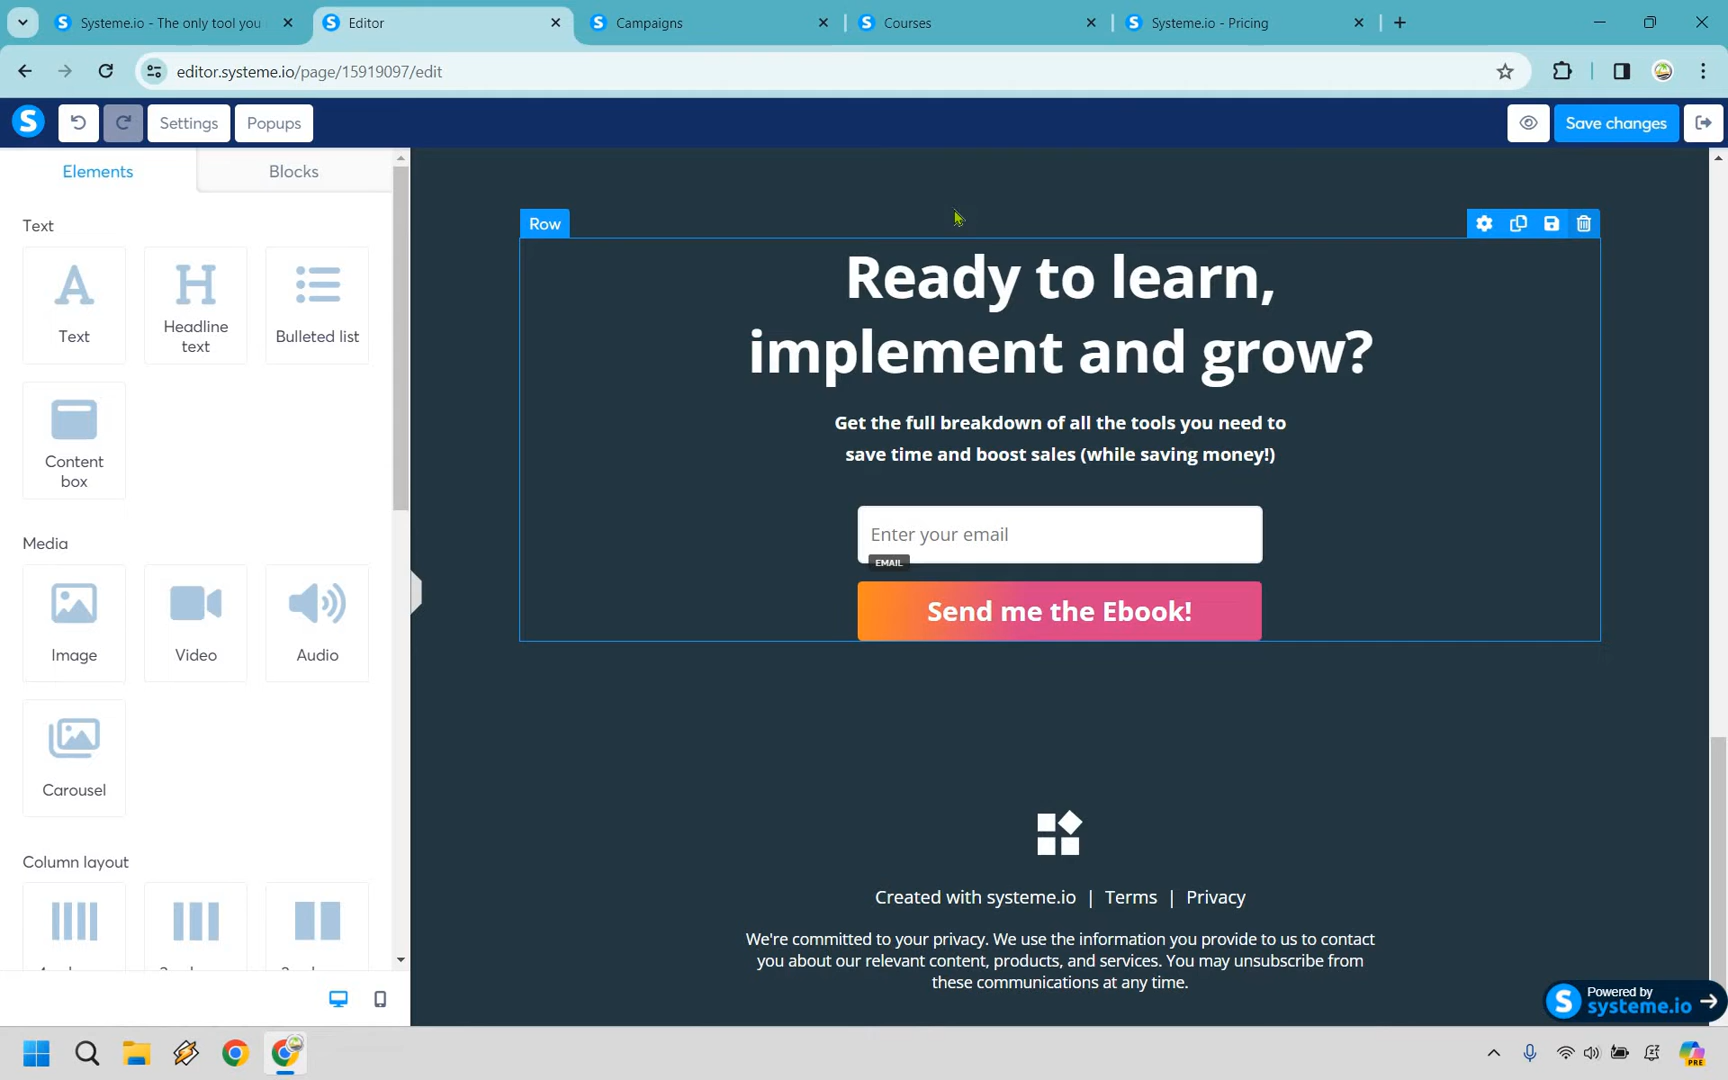 Systeme.io - The only tool you
Editor
Campaigns
Courses
Systeme.io - Pricing
editor.systeme.io/page/15919097/edit
S
Settings
Popups
Save changes
Elements
Blocks
Text
A
H
Text
Headline
text
Bulleted list
Content
box
Media
Image
Video
Audio
Carousel
Column layout
Row
Ready to learn,
implement and grow?
Get the full breakdown of all the tools you need to
save time and boost sales (while saving money!)
Enter your email
EMAIL
Send me the Ebook!
Created with systeme.io | Terms | Privacy
We're committed to your privacy. We use the information you provide to us to contact
you about our relevant content, products, and services. You may unsubscribe from
these communications at any time.
S
Powered by
systeme.io
PRE